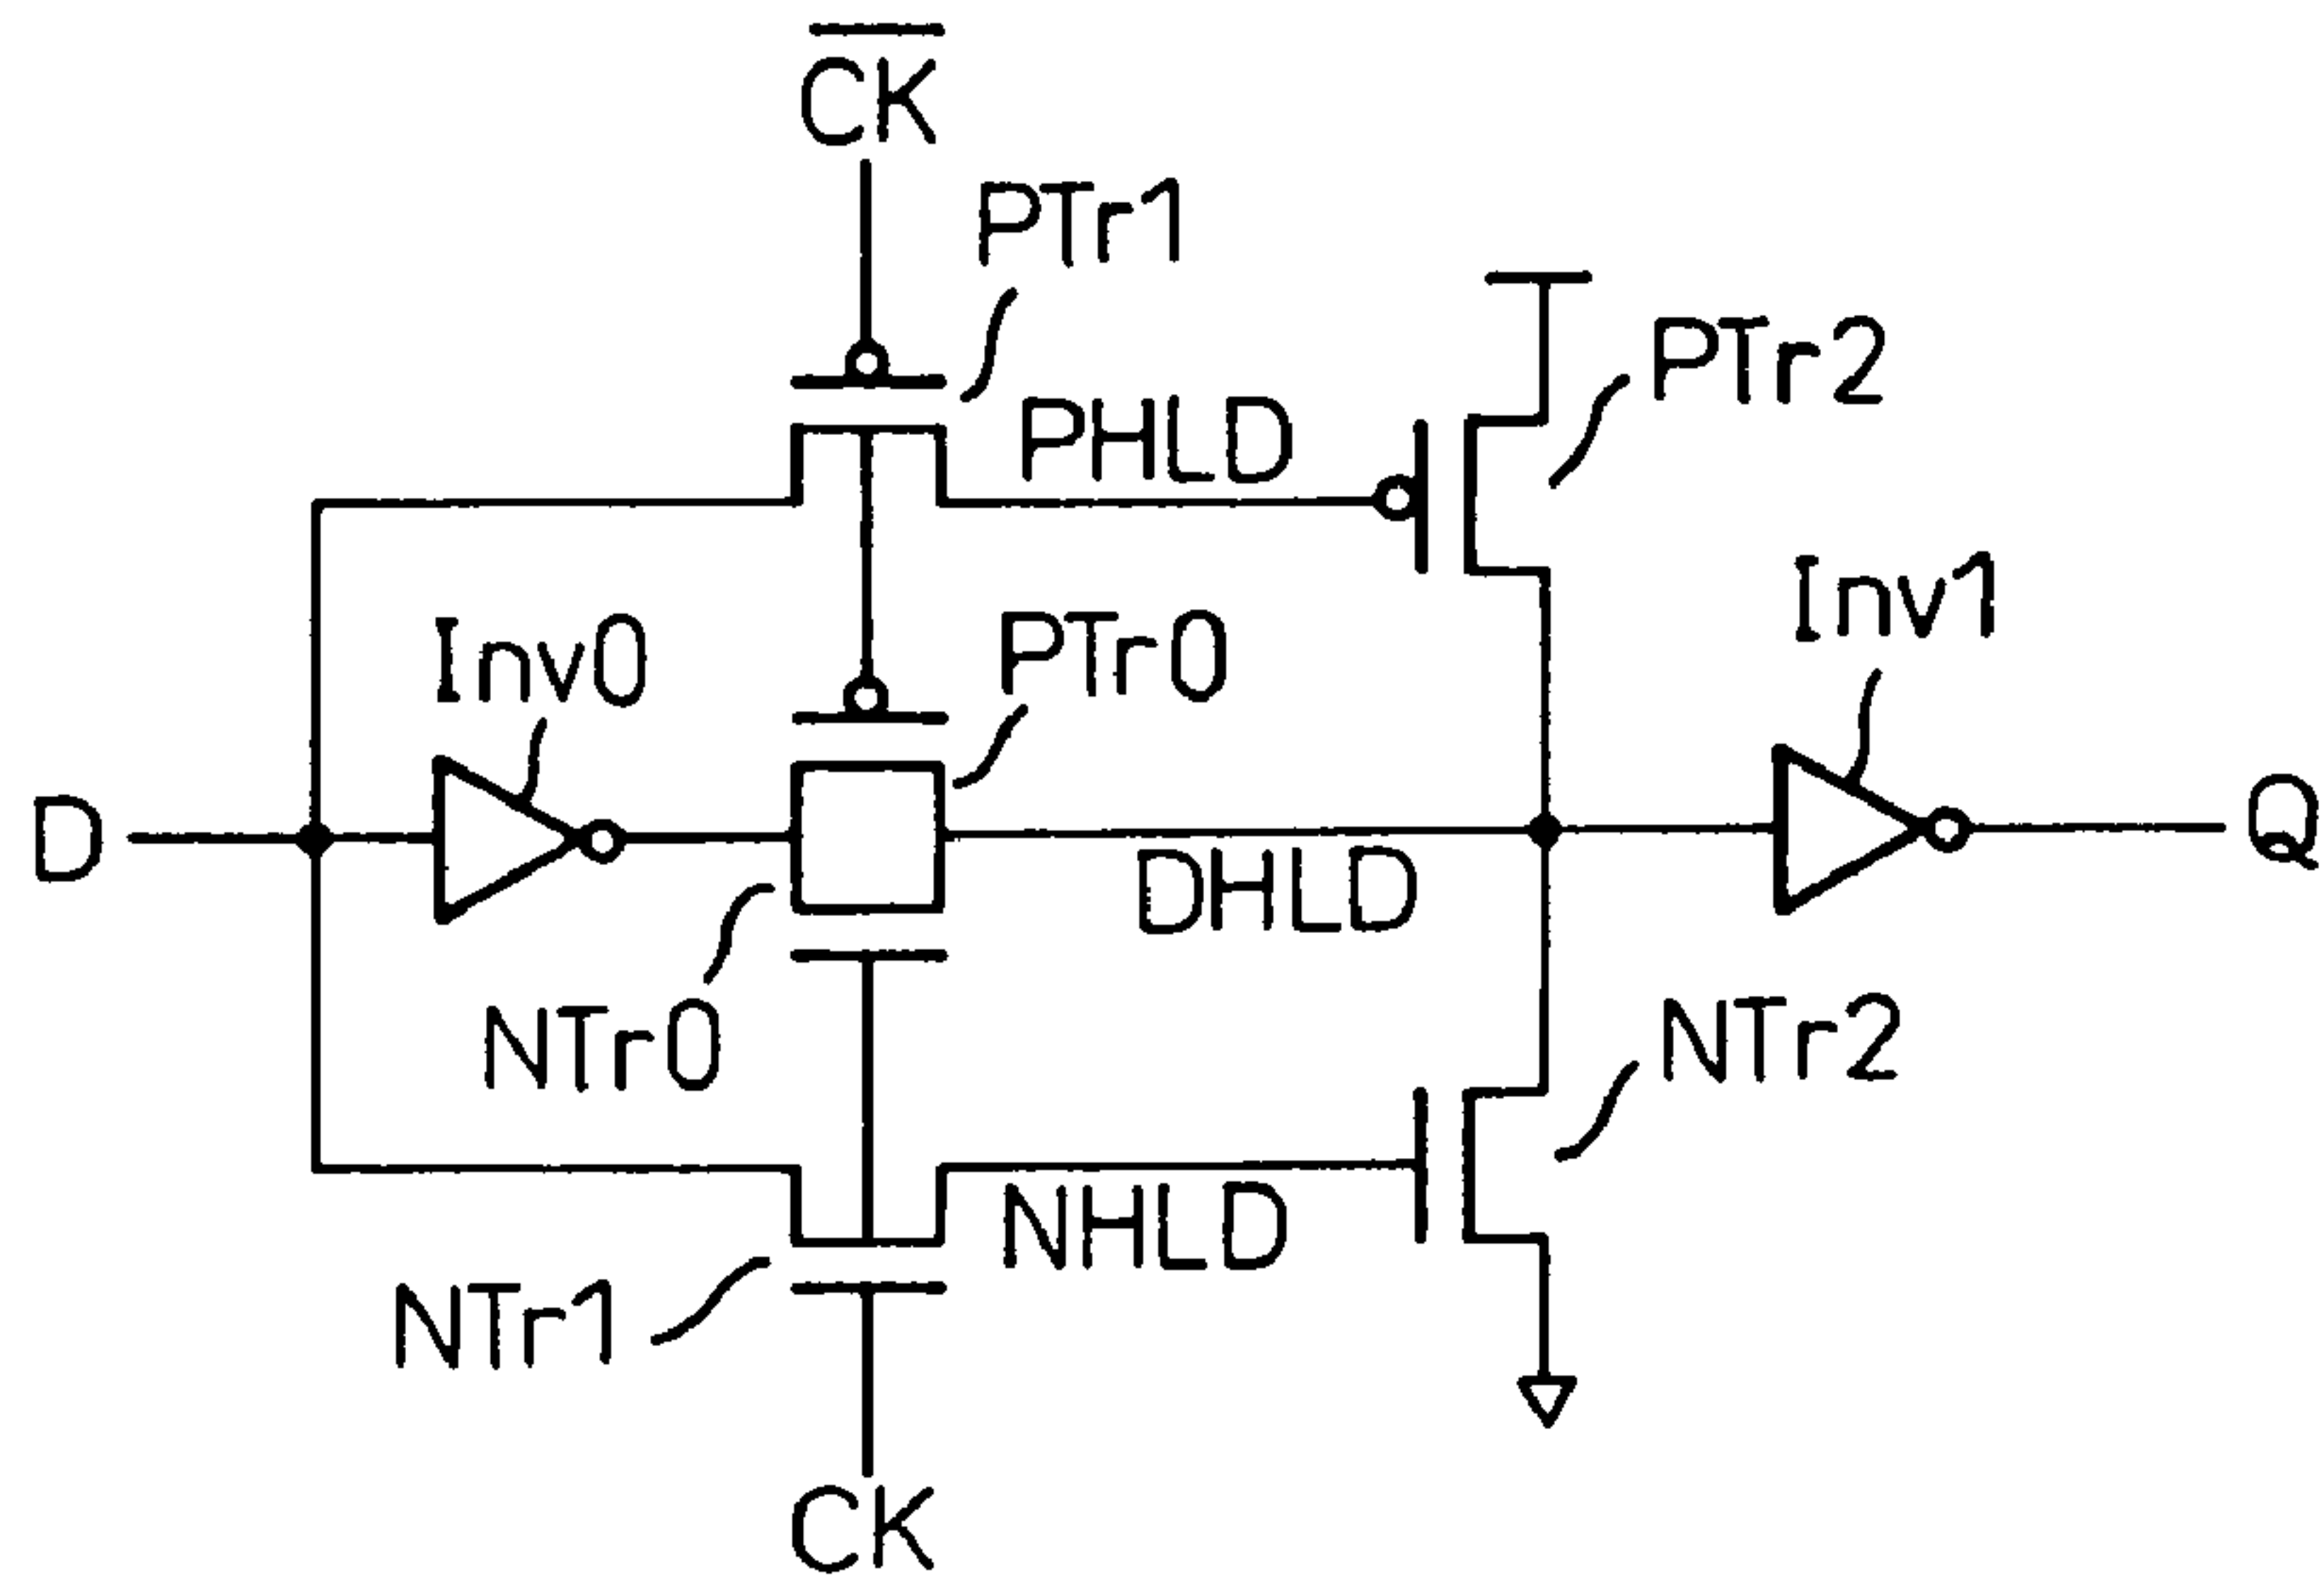 CK
PTr1
PTr2
PHLD
Inv1
Inv0
PTr0
D
Q
DHLD
NTr0
NTr2
NHLD
NTr1
CK